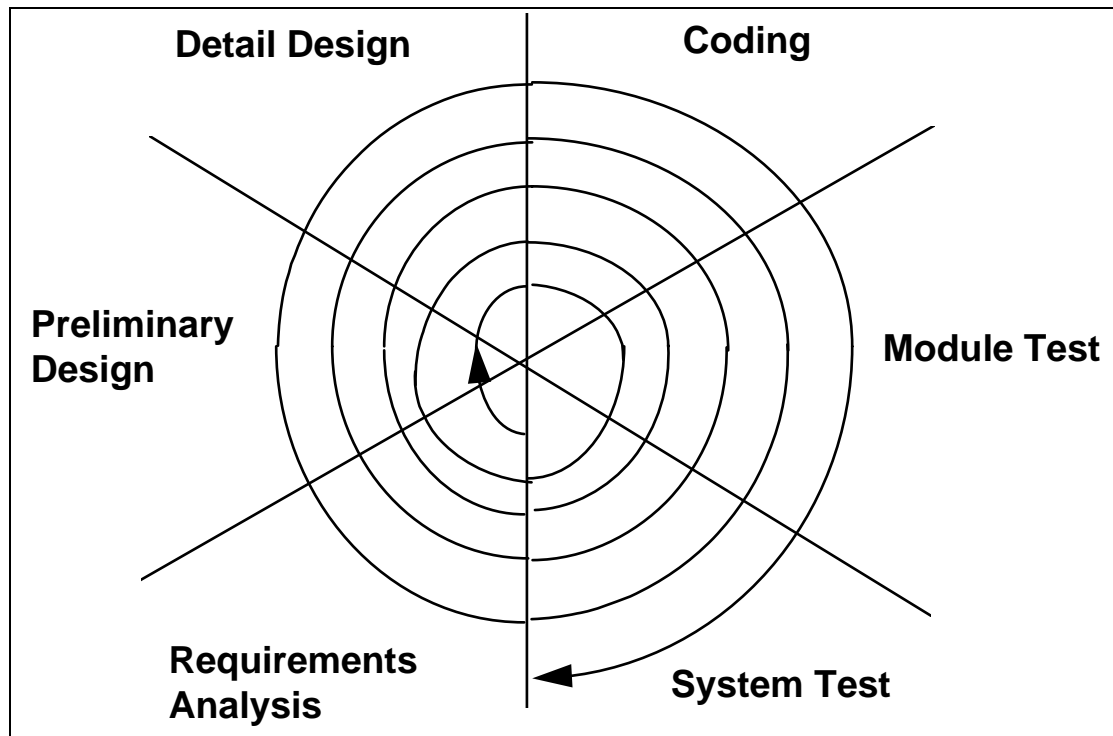 Detail Design
Coding
Preliminary
Design
Module Test
Requirements
Analysis
System Test